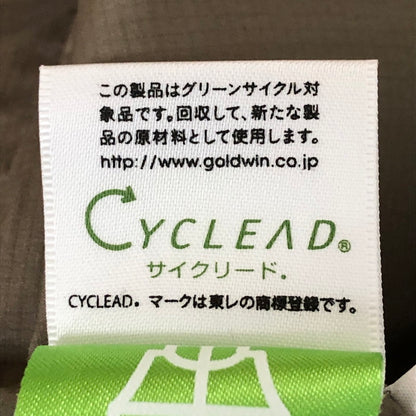 この製品はグリーンサイクル対
象品です。回収して、新たな製
品の原材料として使用します。
http://www.goldwin.co.jp
CYCLEAD®
サイクリード®
CYCLEAD® マークは東レの商標登録です。